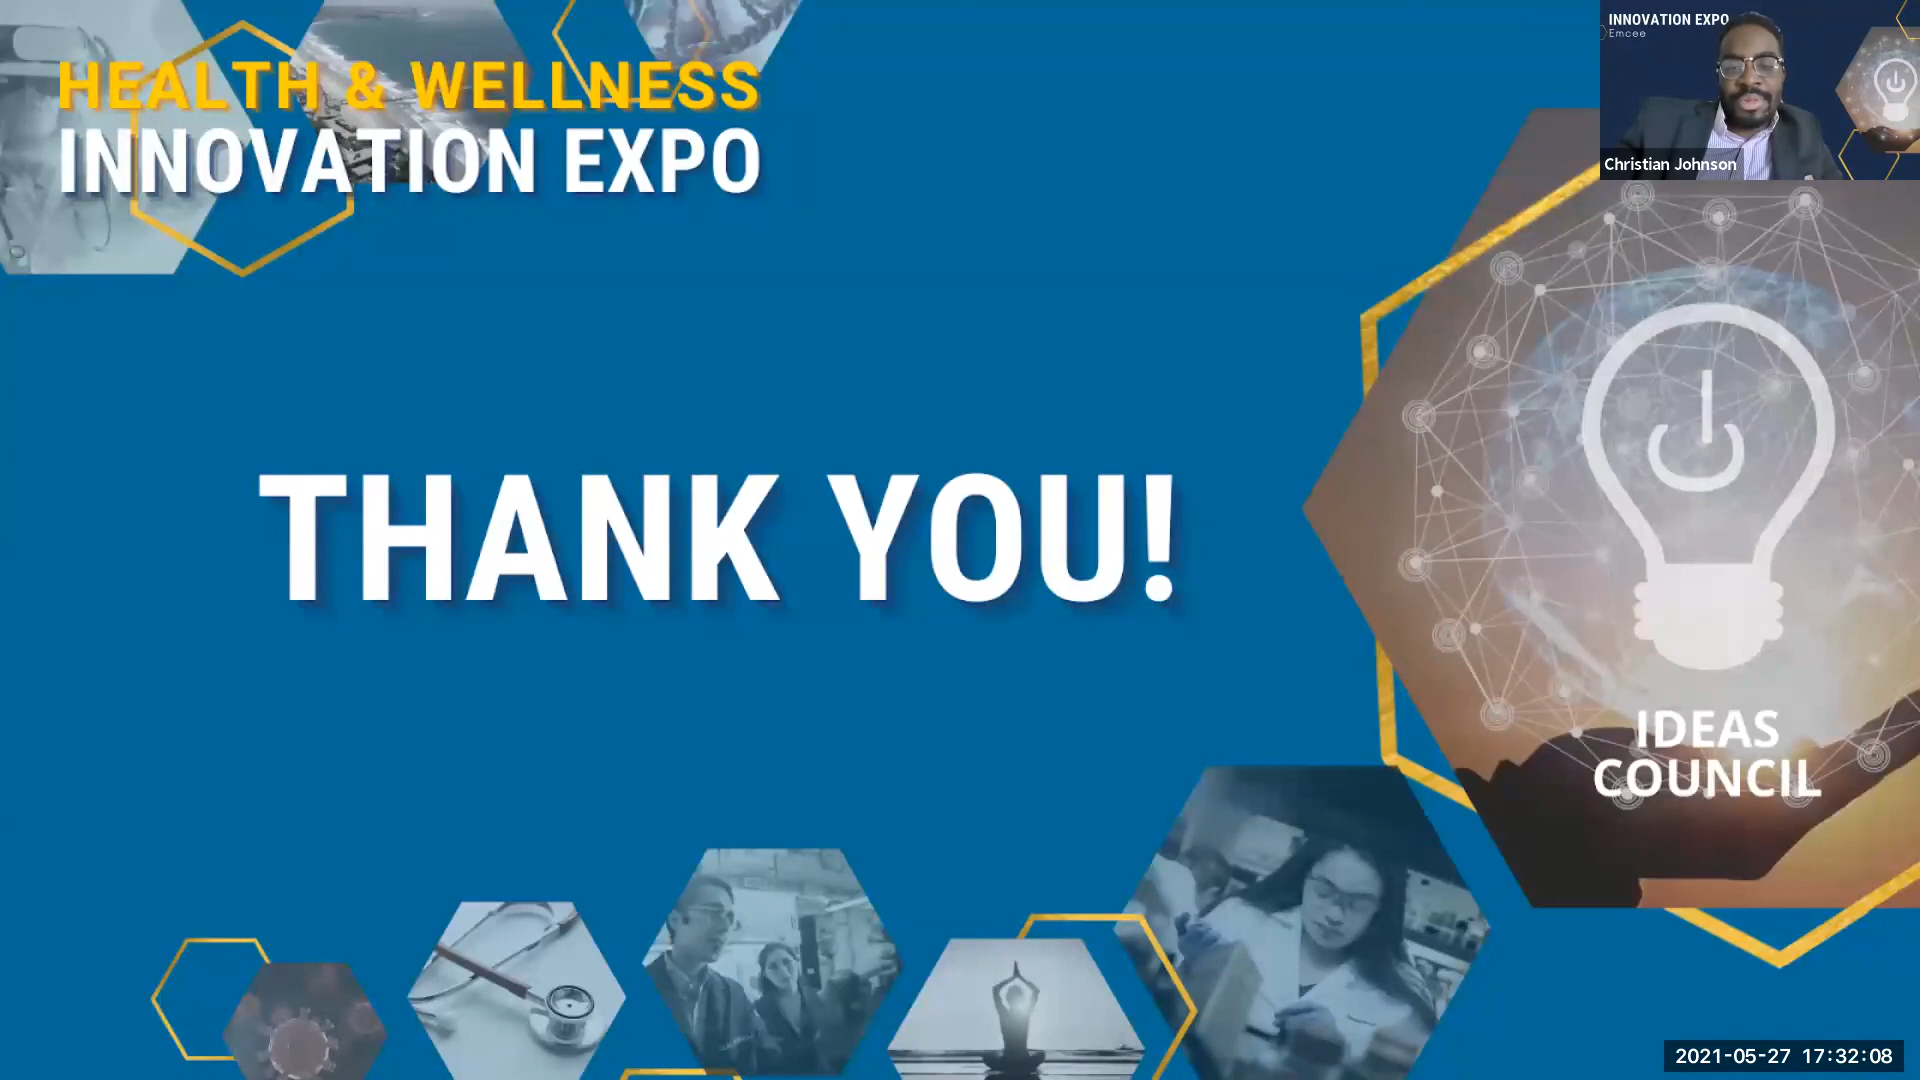 HEALTH & WELLNESS
INNOVATION EXPO
INNOVATION EXPO
Emcee
Christian Johnson
THANK YOU!
IDEAS
COUNCIL
2021-05-27 17:32:08